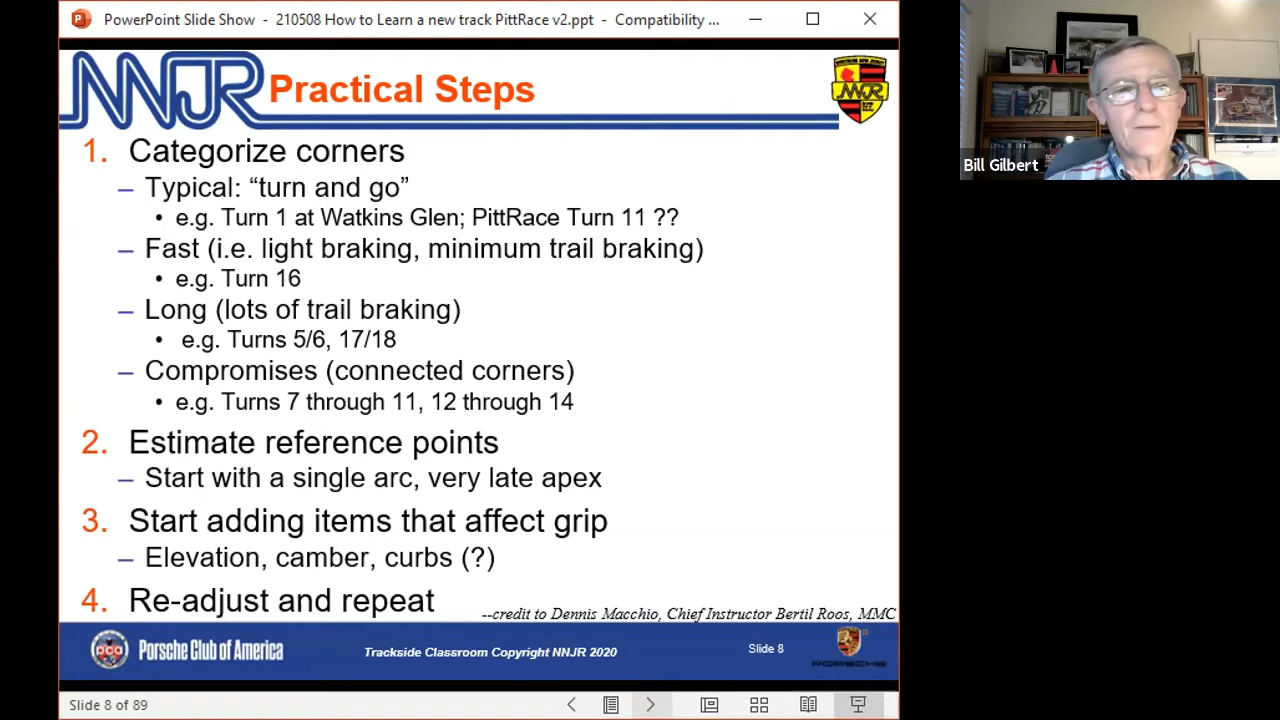 PowerPoint Slide Show - 210508 How to Learn a new track PittRace v2.ppt - Compatibility ...
NNJR Practical Steps
1. Categorize corners
– Typical: “turn and go”
• e.g. Turn 1 at Watkins Glen; PittRace Turn 11 ??
– Fast (i.e. light braking, minimum trail braking)
• e.g. Turn 16
– Long (lots of trail braking)
• e.g. Turns 5/6, 17/18
– Compromises (connected corners)
• e.g. Turns 7 through 11, 12 through 14
2. Estimate reference points
– Start with a single arc, very late apex
3. Start adding items that affect grip
– Elevation, camber, curbs (?)
4. Re-adjust and repeat
--credit to Dennis Macchio, Chief Instructor Bertil Roos, MMC
pca Porsche Club of America
Trackside Classroom Copyright NNJR 2020
Slide 8
PORSCHE
Slide 8 of 89
Bill Gilbert